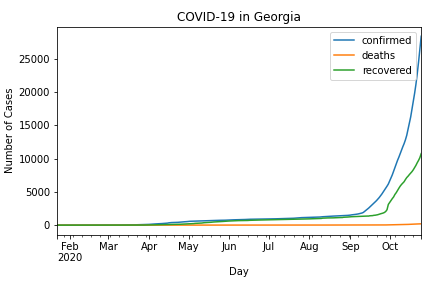 COVID-19 in Georgia
confirmed
deaths
recovered
Number of Cases
25000
20000
15000
10000
5000
0
Feb Mar Apr May Jun Jul Aug Sep Oct
2020
Day